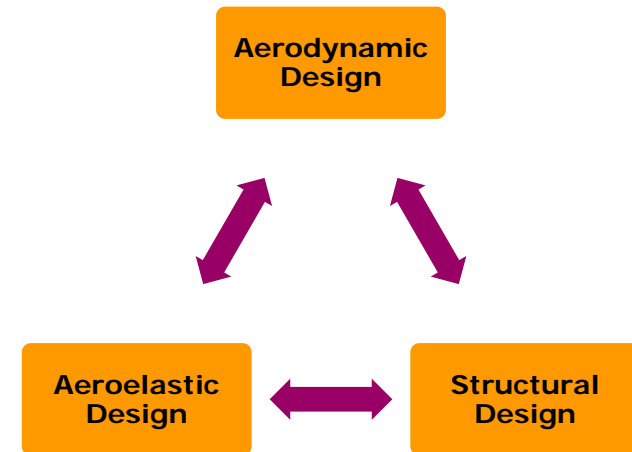 Aerodynamic
Design
Aeroelastic
Design
Structural
Design